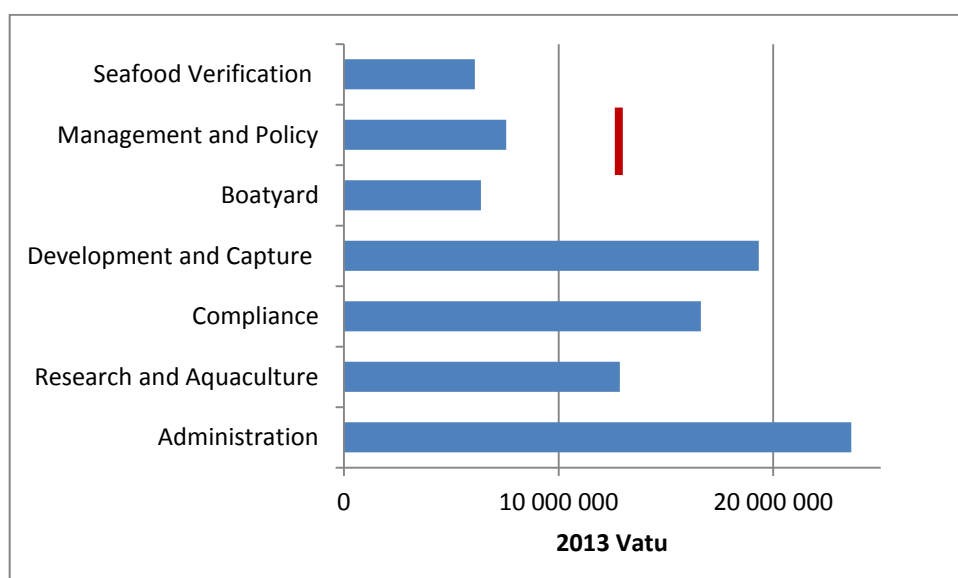 Seafood Verification
Management and Policy
Boatyard
Development and Capture
Compliance
Research and Aquaculture
Administration
0 10 000 000 20 000 000
2013 Vatu